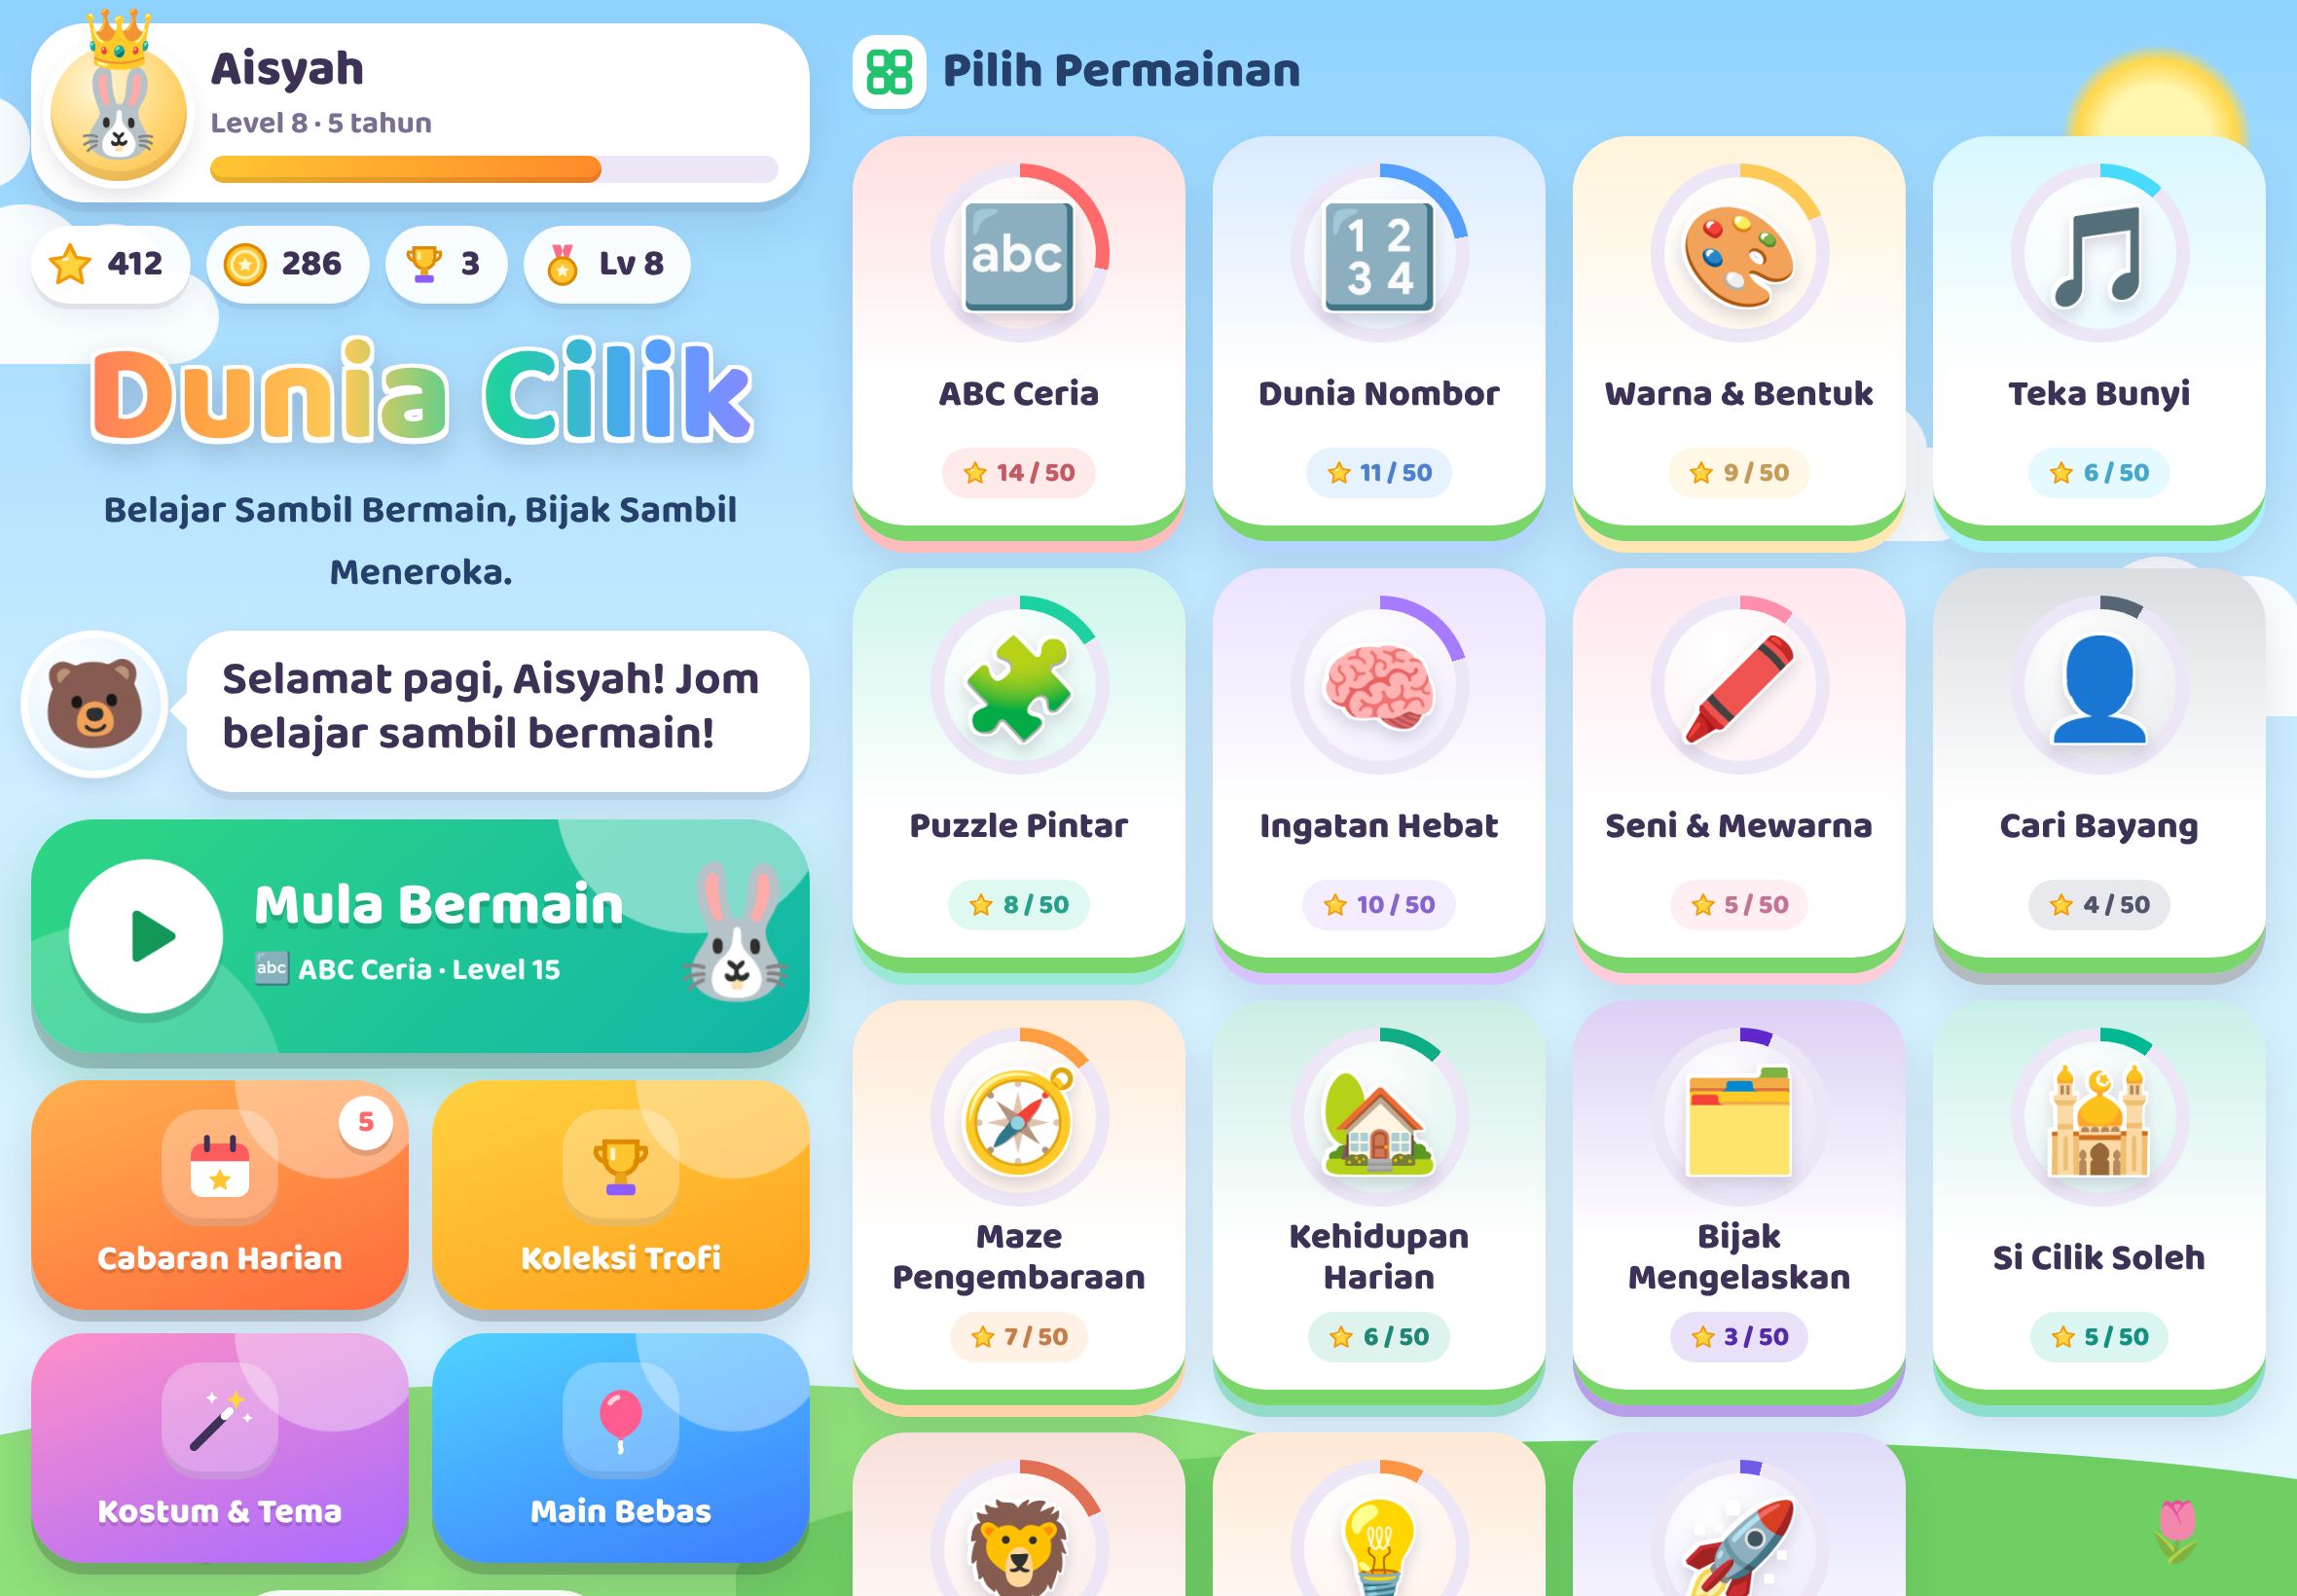 Aisyah
Level 8 · 5 tahun
412
286
3
Lv 8
Dunia Cilik
Belajar Sambil Bermain, Bijak Sambil
Meneroka.
Selamat pagi, Aisyah! Jom
belajar sambil bermain!
Mula Bermain
abc ABC Ceria · Level 15
5
Cabaran Harian
Koleksi Trofi
Kostum & Tema
Main Bebas
Pilih Permainan
abc
ABC Ceria
14 / 50
1 2
3 4
Dunia Nombor
11 / 50
Warna & Bentuk
9 / 50
Teka Bunyi
6 / 50
Puzzle Pintar
8 / 50
Ingatan Hebat
10 / 50
Seni & Mewarna
5 / 50
Cari Bayang
4 / 50
Maze
Pengembaraan
7 / 50
Kehidupan
Harian
6 / 50
Bijak
Mengelaskan
3 / 50
Si Cilik Soleh
5 / 50